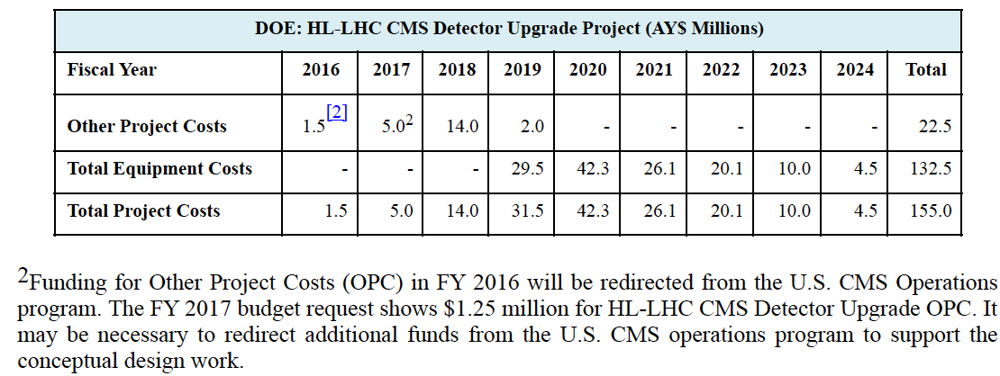 DOE: HL-LHC CMS Detector Upgrade Project (AY$ Millions)
Fiscal Year 2016 2017 2018 2019 2020 2021 2022 2023 2024 Total
Other Project Costs 1.5[2] 5.02 14.0 2.0 - - - - - 22.5
Total Equipment Costs - - - 29.5 42.3 26.1 20.1 10.0 4.5 132.5
Total Project Costs 1.5 5.0 14.0 31.5 42.3 26.1 20.1 10.0 4.5 155.0
2Funding for Other Project Costs (OPC) in FY 2016 will be redirected from the U.S. CMS Operations
program. The FY 2017 budget request shows $1.25 million for HL-LHC CMS Detector Upgrade OPC. It
may be necessary to redirect additional funds from the U.S. CMS operations program to support the
conceptual design work.